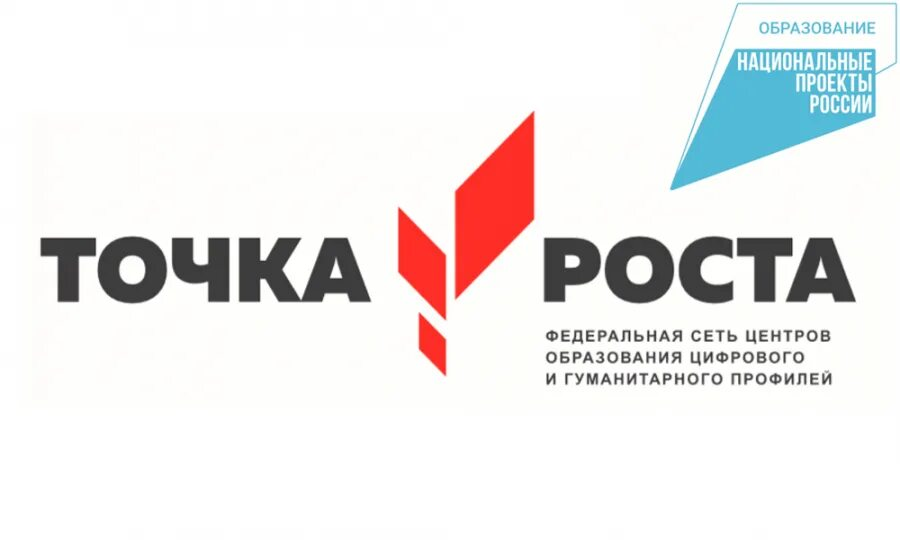 ОБРАЗОВАНИЕ
НАЦИОНАЛЬНЫЕ
ПРОЕКТЫ
РОССИИ
ТОЧКА РОСТА
ФЕДЕРАЛЬНАЯ СЕТЬ ЦЕНТРОВ
ОБРАЗОВАНИЯ ЦИФРОВОГО
И ГУМАНИТАРНОГО ПРОФИЛЕЙ